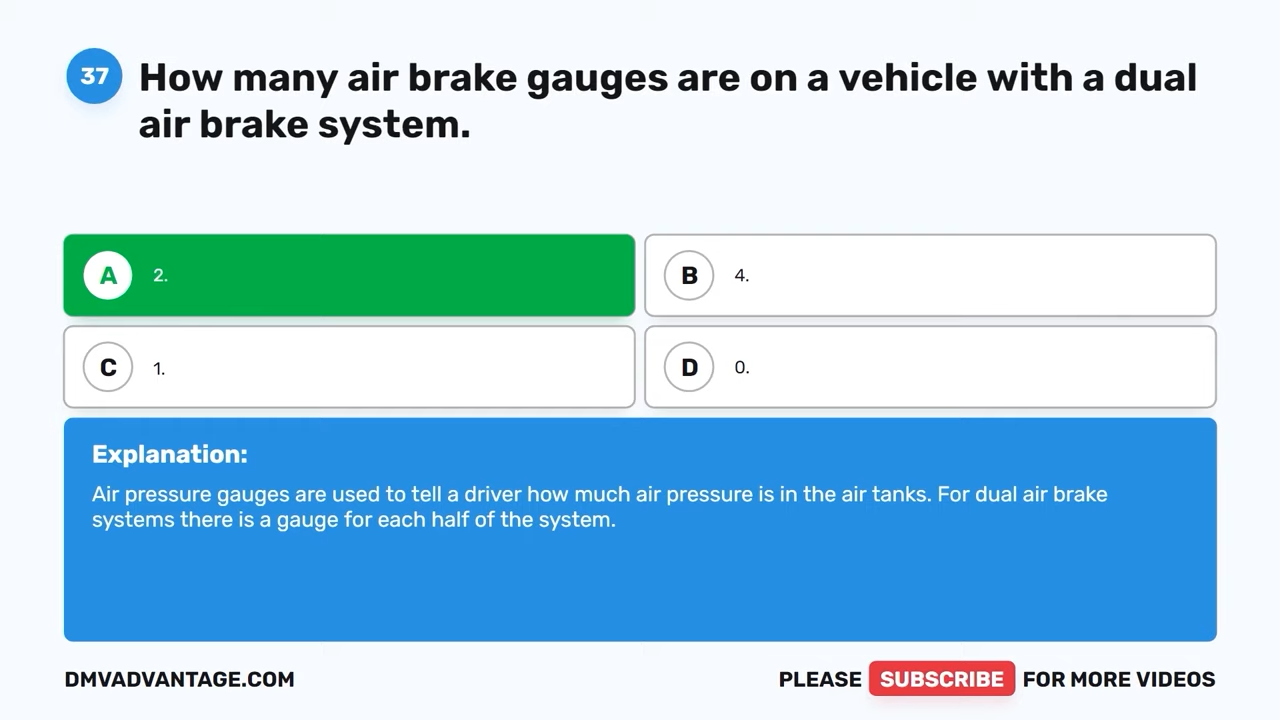 37
How many air brake gauges are on a vehicle with a dual
air brake system.
A 2.
B 4.
C 1.
D 0.
Explanation:
Air pressure gauges are used to tell a driver how much air pressure is in the air tanks. For dual air brake
systems there is a gauge for each half of the system.
DMVADVANTAGE.COM
PLEASE SUBSCRIBE FOR MORE VIDEOS